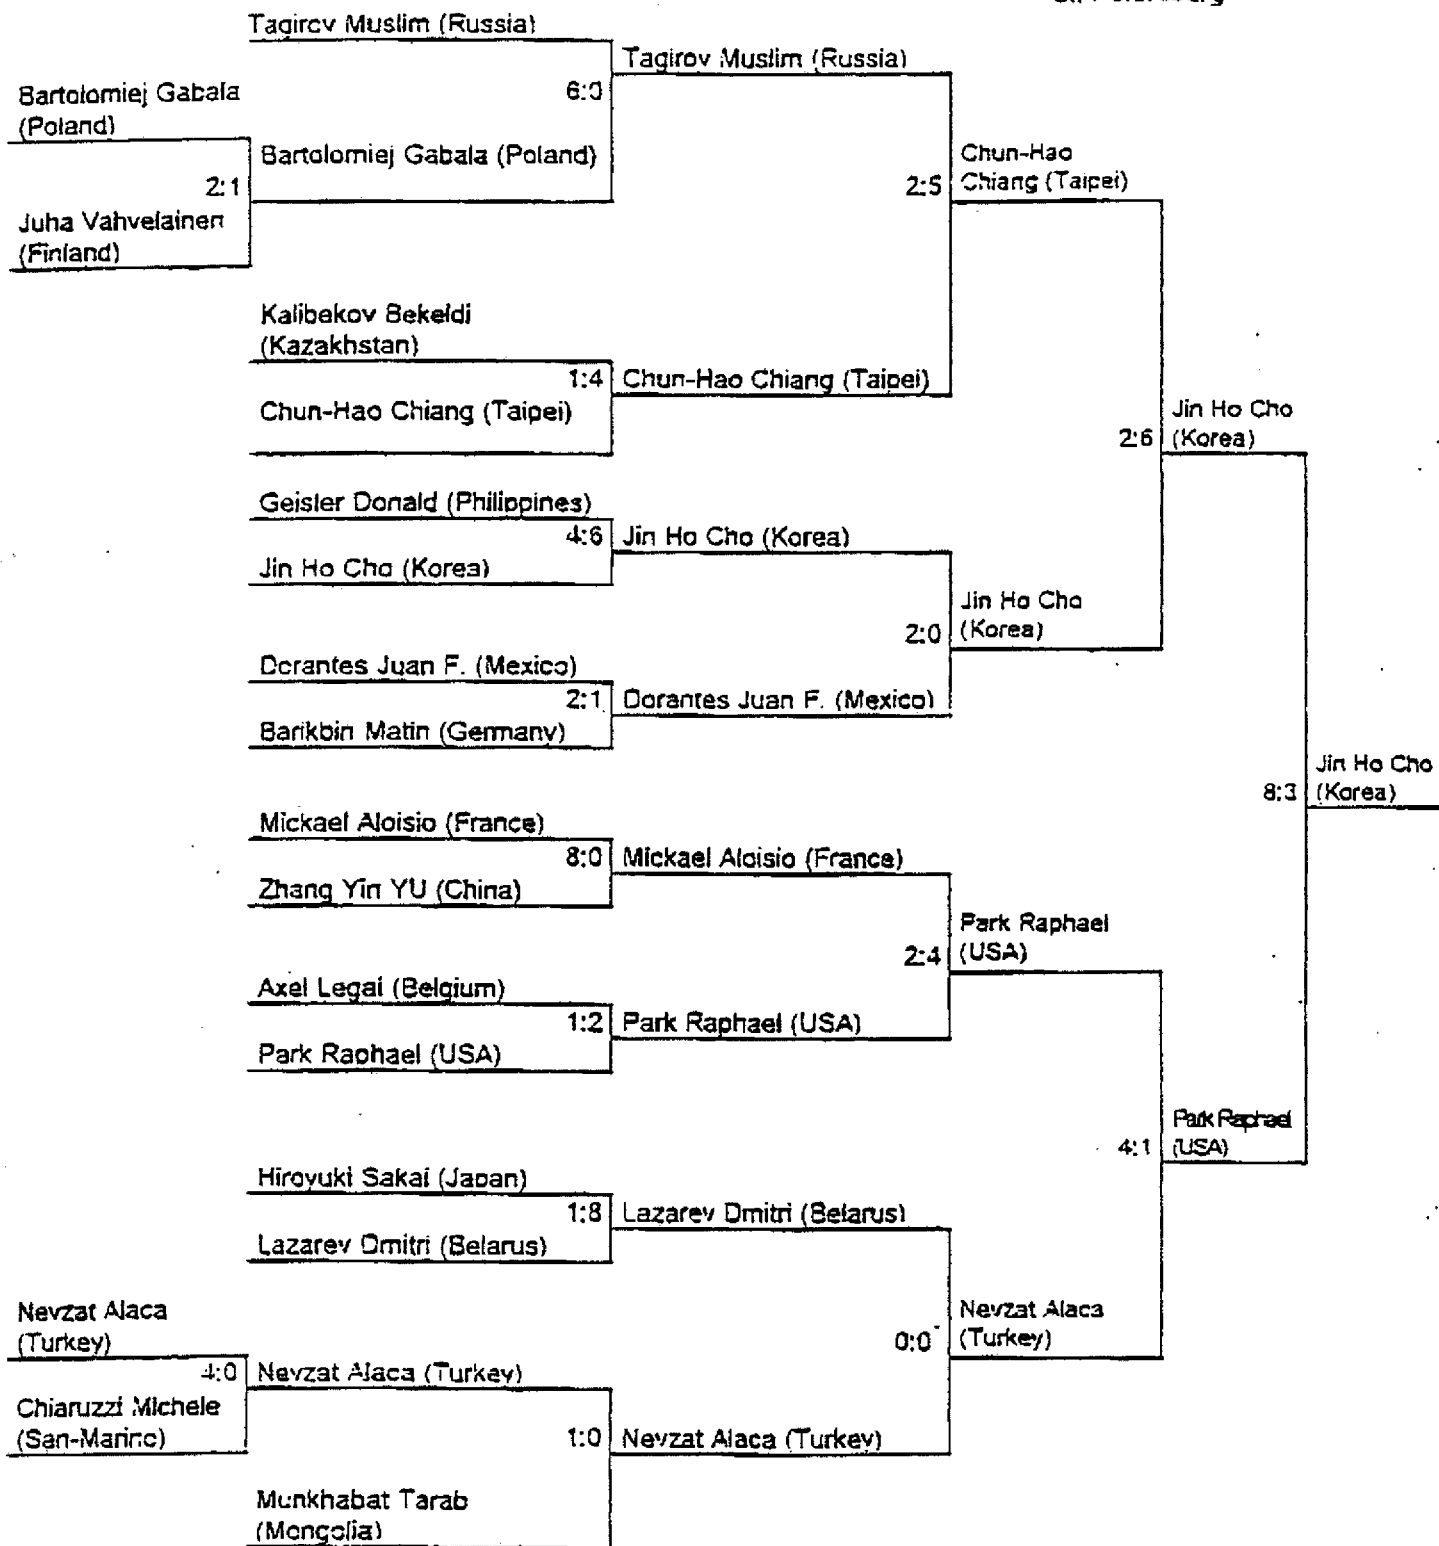 Tagirov Muslim (Russia)
Tagirov Muslim (Russia)
6:0
Bartolomiej Gabala
(Poland)
Bartolomiej Gabala (Poland)
2:1
Juha Vahvelainen
(Finland)
Chun-Hao
Chiang (Taipei)
2:5
Kalibekov Bekeldi
(Kazakhstan)
1:4
Chun-Hao Chiang (Taipei)
Chun-Hao Chiang (Taipei)
Jin Ho Cho
(Korea)
2:6
Geisler Donald (Philippines)
4:6
Jin Ho Cho (Korea)
Jin Ho Cho (Korea)
Jin Ho Cho
(Korea)
2:0
Dorantes Juan F. (Mexico)
2:1
Dorantes Juan F. (Mexico)
Barikbin Matin (Germany)
Jin Ho Cho
(Korea)
8:3
Mickael Aloisio (France)
8:0
Mickael Aloisio (France)
Zhang Yin YU (China)
Park Raphael
(USA)
2:4
Axel Legai (Belgium)
1:2
Park Raphael (USA)
Park Raphael (USA)
Park Raphael
(USA)
4:1
Hiroyuki Sakai (Japan)
1:8
Lazarev Dmitri (Belarus)
Lazarev Dmitri (Belarus)
Nevzat Alaca
(Turkey)
0:0
Nevzat Alaca
(Turkey)
4:0
Nevzat Alaca (Turkey)
Chiaruzzi Michele
(San-Marino)
1:0
Nevzat Alaca (Turkey)
Munkhabat Tarab
(Mongolia)